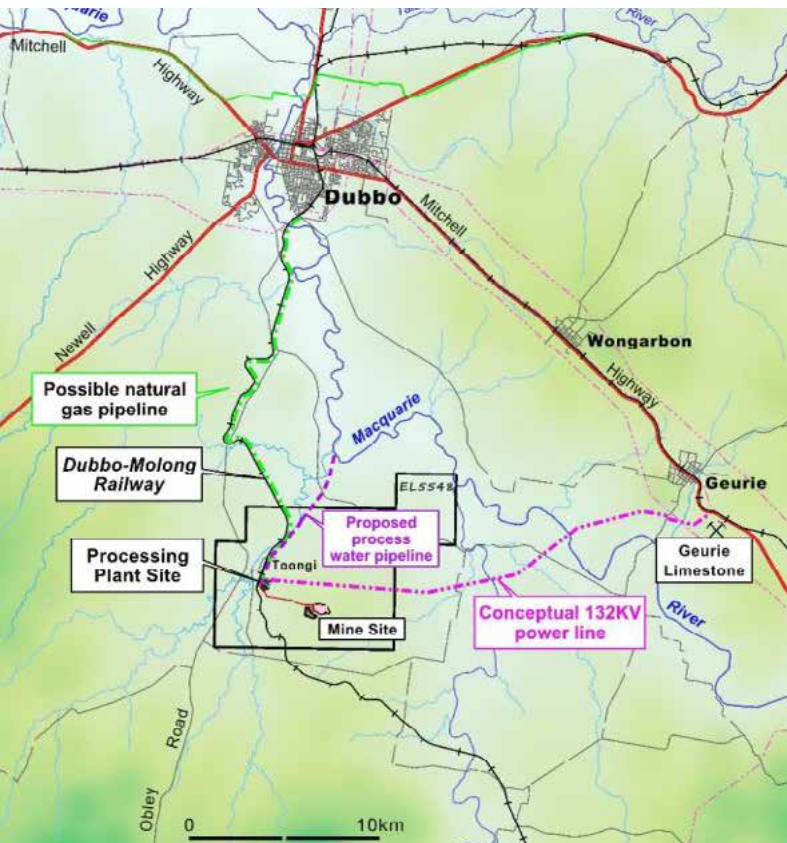 quarie
River
River
Mitchell
Highway
Dubbo
Mitchell
Highway
Newell
Highway
Wongarbon
Possible natural
gas pipeline
Macquarie
Dubbo-Molong
Railway
EL5548
Geurie
Proposed
process
water pipeline
Processing
Plant Site
Toongi
Geurie
Limestone
Conceptual 132KV
power line
Mine Site
River
Obley
Road
0
10km